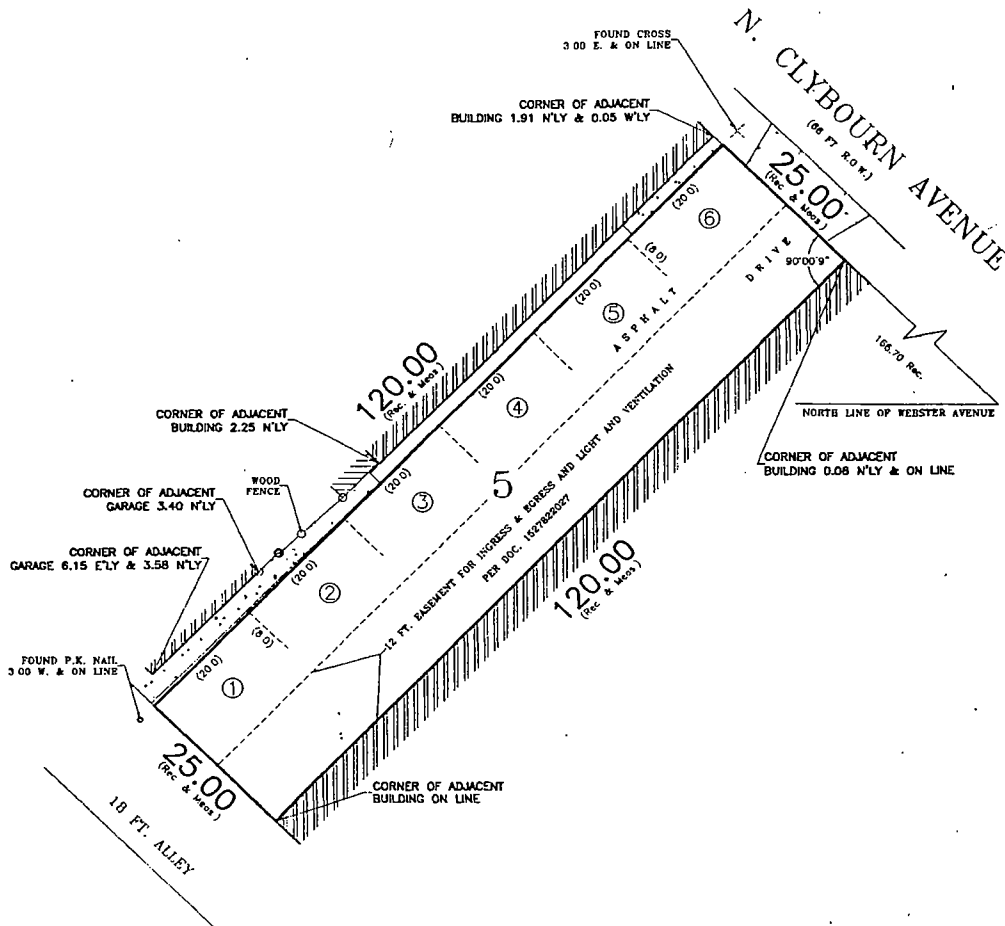 N. CLYBOURN AVENUE
(66 FT R.O.W.)
FOUND CROSS
3.00 E. & ON LINE
CORNER OF ADJACENT
BUILDING 1.91 N'LY & 0.05 W'LY
25.00'
(Rec & Meas)
(20 0)
⑥
(8 0)
90°00'06"
ASPHALT DRIVE
(20 0)
⑤
166.70 Rec.
NORTH LINE OF WEBSTER AVENUE
120.00
(Rec. & Meas)
(20 0)
④
CORNER OF ADJACENT
BUILDING 2.25 N'LY
CORNER OF ADJACENT
BUILDING 0.08 N'LY & ON LINE
(20 0)
③
5
WOOD
FENCE
CORNER OF ADJACENT
GARAGE 3.40 N'LY
12 FT. EASEMENT FOR INGRESS & EGRESS AND LIGHT AND VENTILATION
PER DOC. 1527822027
CORNER OF ADJACENT
GARAGE 6.15 E'LY & 3.58 N'LY
(20 0)
②
120.00
(Rec & Meas)
(8 0)
FOUND P.K. NAIL
3.00 W. & ON LINE
(20 0)
①
25.00
(Rec & Meas)
CORNER OF ADJACENT
BUILDING ON LINE
18 FT. ALLEY